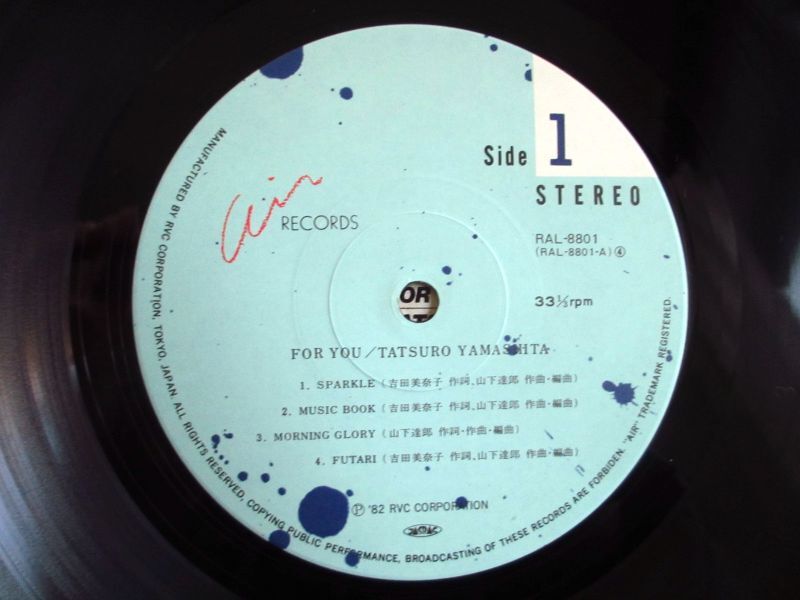 Side 1
STEREO
Air RECORDS
RAL-8801
(RAL-8801-A)④
33⅓rpm
OR
FOR YOU/TATSURO YAMASIHTA
1. SPARKLE (吉田美奈子 作詞、山下達郎 作曲・編曲)
2. MUSIC BOOK (吉田美奈子 作詞、山下達郎 作曲・編曲)
3. MORNING GLORY (山下達郎 作詞・作曲・編曲)
4. FUTARI (吉田美奈子 作詞、山下達郎 作曲・編曲)
Ⓟ '82 RVC CORPORATION
MANUFACTURED BY RVC CORPORATION, TOKYO, JAPAN. ALL RIGHTS RESERVED, COPYING PUBLIC PERFORMANCE, BROADCASTING OF THESE RECORDS ARE FORBIDDEN. "AIR" TRADEMARK REGISTERED.